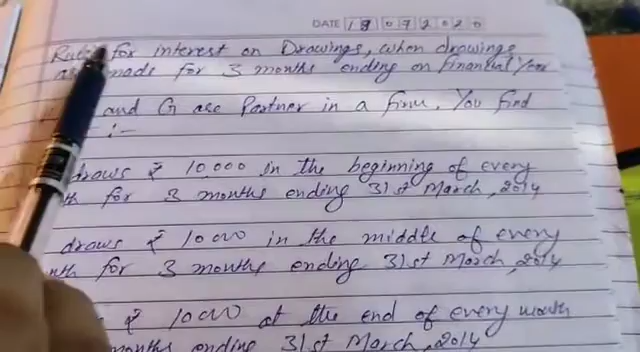 DATE 18 07 2020
Rules for interest on Drawings, when drawings
made for 3 months ending on financial year
and G are Partner in a firm. You find
:-
draws ₹ 10,000 in the beginning of every
th for 3 months ending 31st March, 2014
draws ₹ 10000 in the middle of every
nth for 3 months ending 31st March, 2014
₹ 10000 at the end of every month
months ending 31st March, 2014